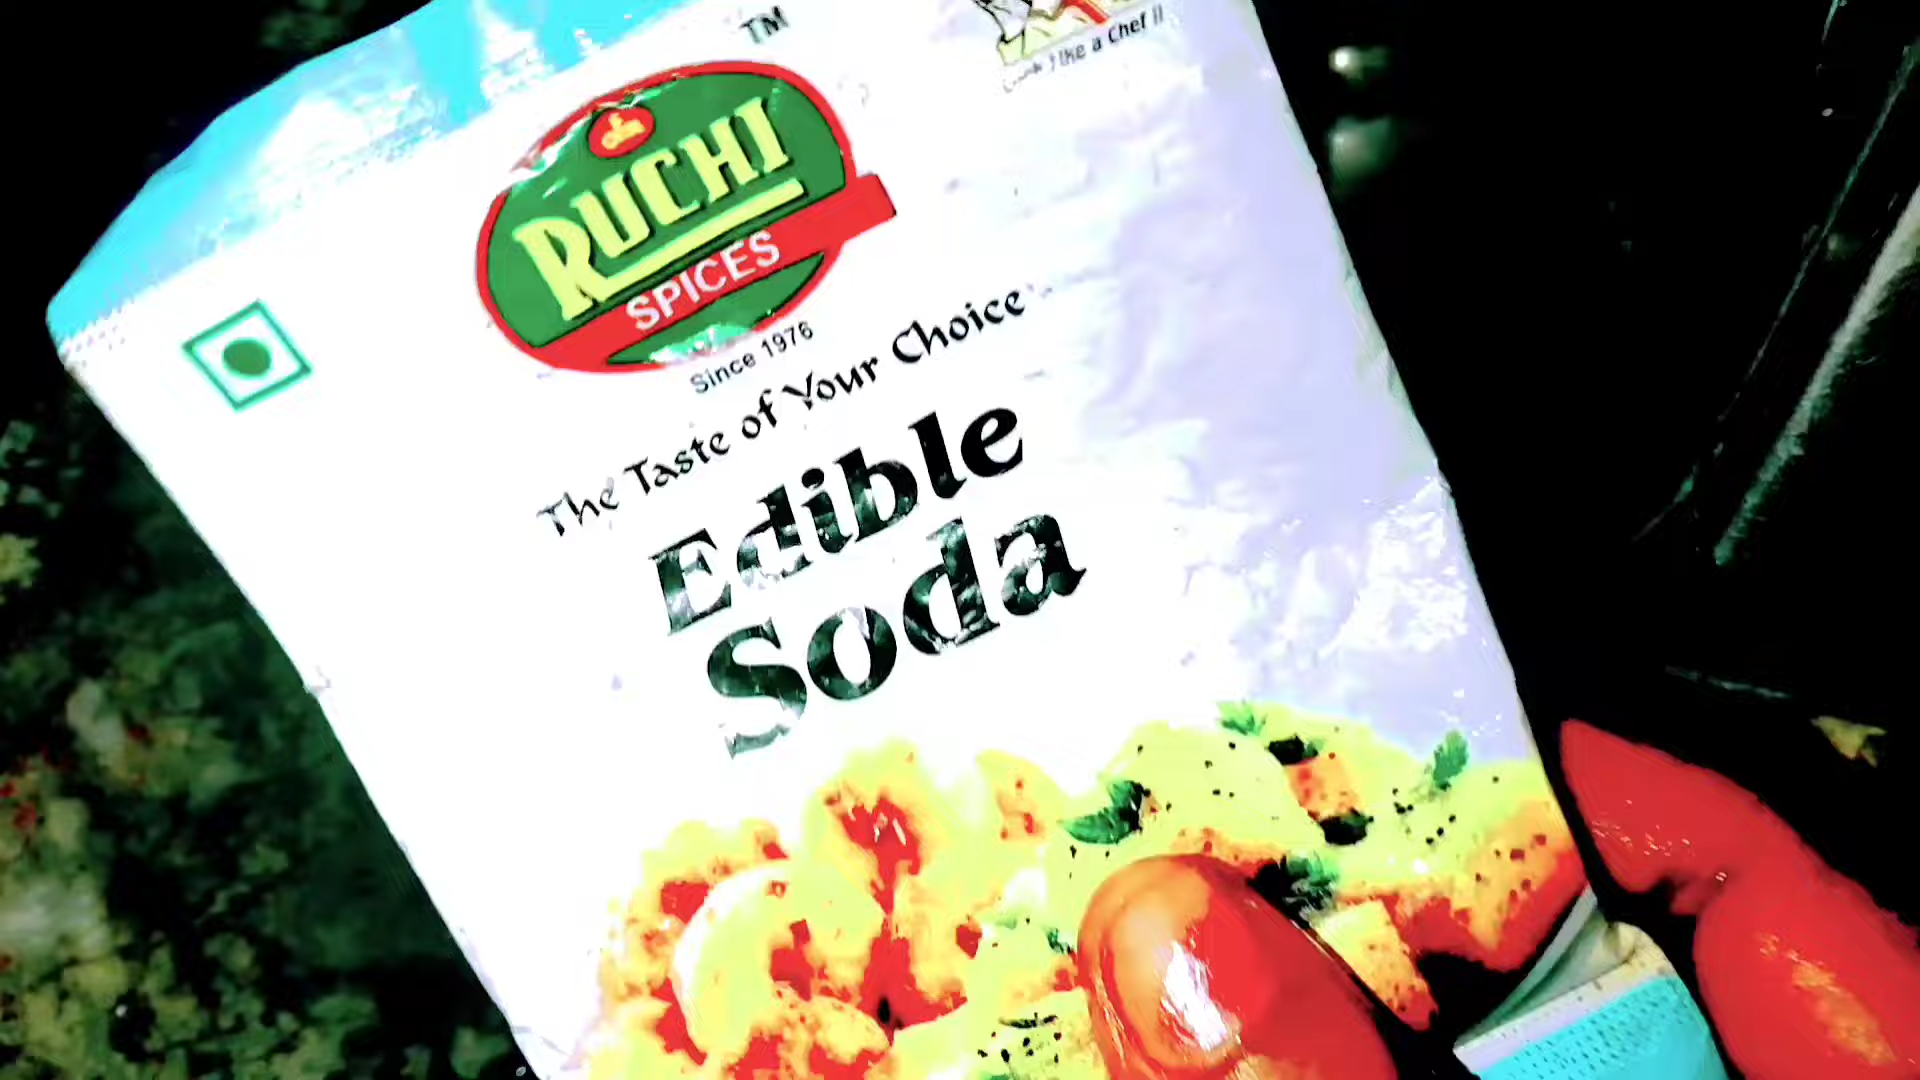 TM
like a Chef !!
RUCHI
SPICES
Since 1976
The Taste of Your Choice
Edible
Soda